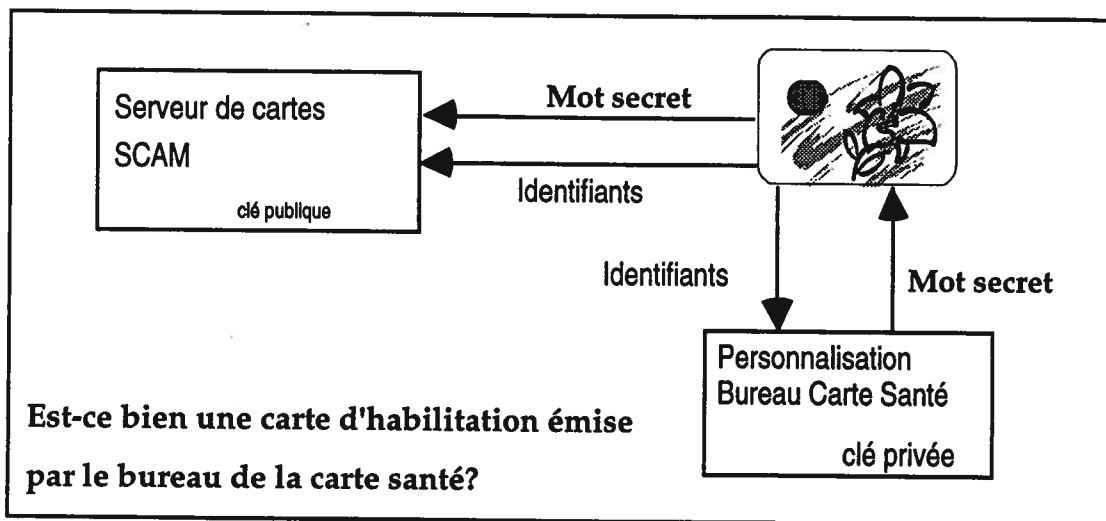 Serveur de cartes
SCAM
clé publique
Mot secret
Identifiants
Identifiants
Mot secret
Personnalisation
Bureau Carte Santé
clé privée
Est-ce bien une carte d'habilitation émise
par le bureau de la carte santé?